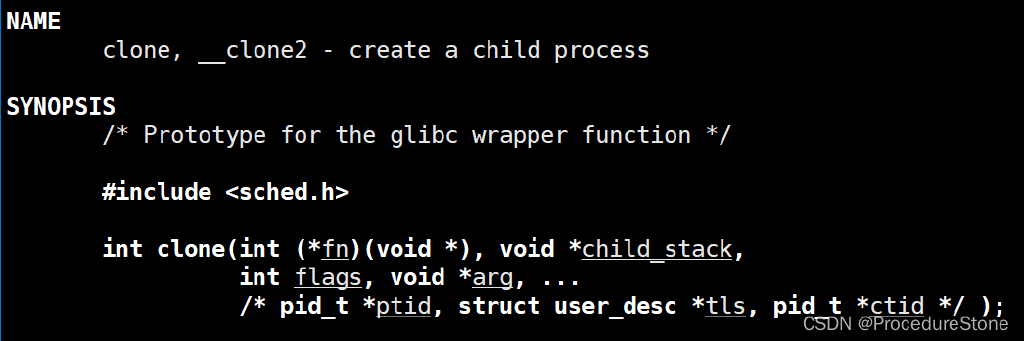 NAME
clone, __clone2 - create a child process
SYNOPSIS
/* Prototype for the glibc wrapper function */
#include <sched.h>
int clone(int (*fn)(void *), void *child_stack,
int flags, void *arg, ...
/* pid_t *ptid, struct user_desc *tls, pid_t *ctid */ );
CSDN @ProcedureStone